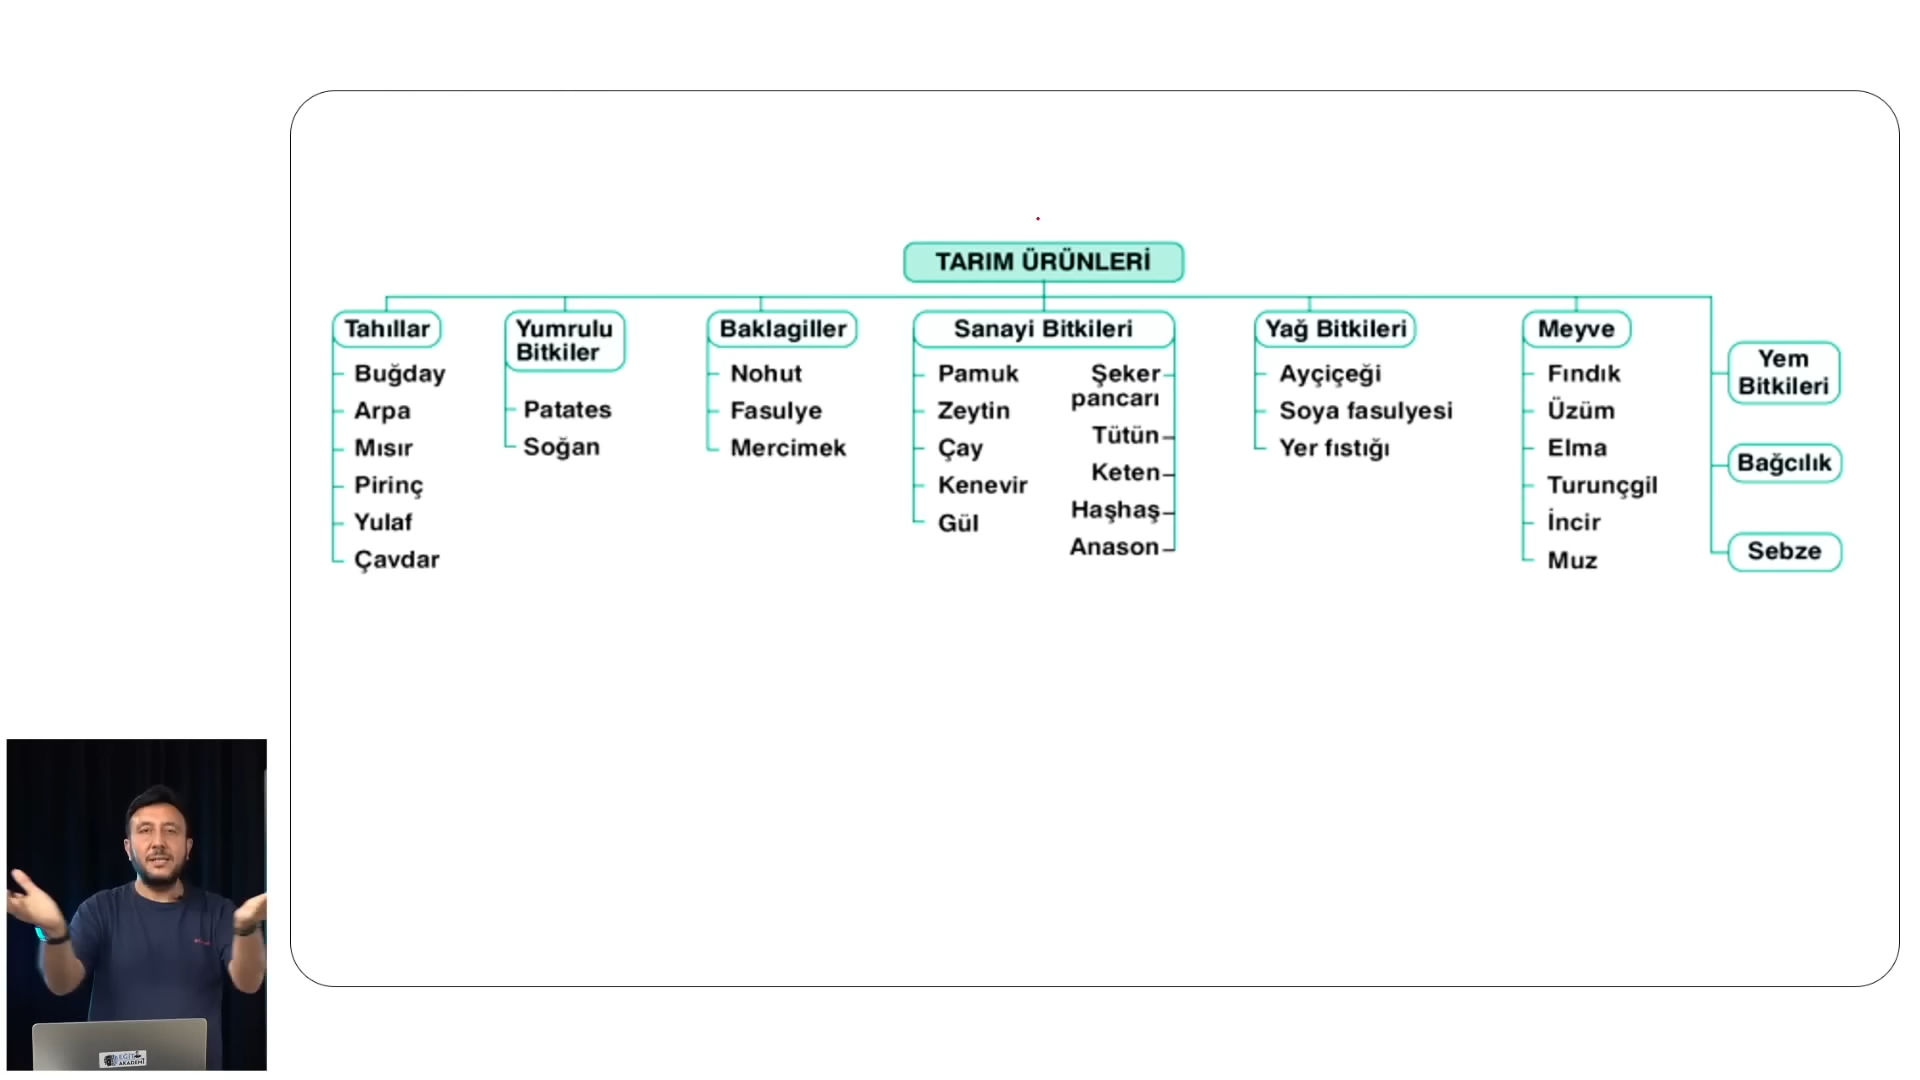 TARIM ÜRÜNLERİ
Tahıllar
Buğday
Arpa
Mısır
Pirinç
Yulaf
Çavdar
Yumrulu
Bitkiler
Patates
Soğan
Baklagiller
Nohut
Fasulye
Mercimek
Sanayi Bitkileri
Pamuk
Zeytin
Çay
Kenevir
Gül
Şeker
pancarı
Tütün
Keten
Haşhaş
Anason
Yağ Bitkileri
Ayçiçeği
Soya fasulyesi
Yer fıstığı
Meyve
Fındık
Üzüm
Elma
Turunçgil
İncir
Muz
Yem
Bitkileri
Bağcılık
Sebze
AKADEMİ